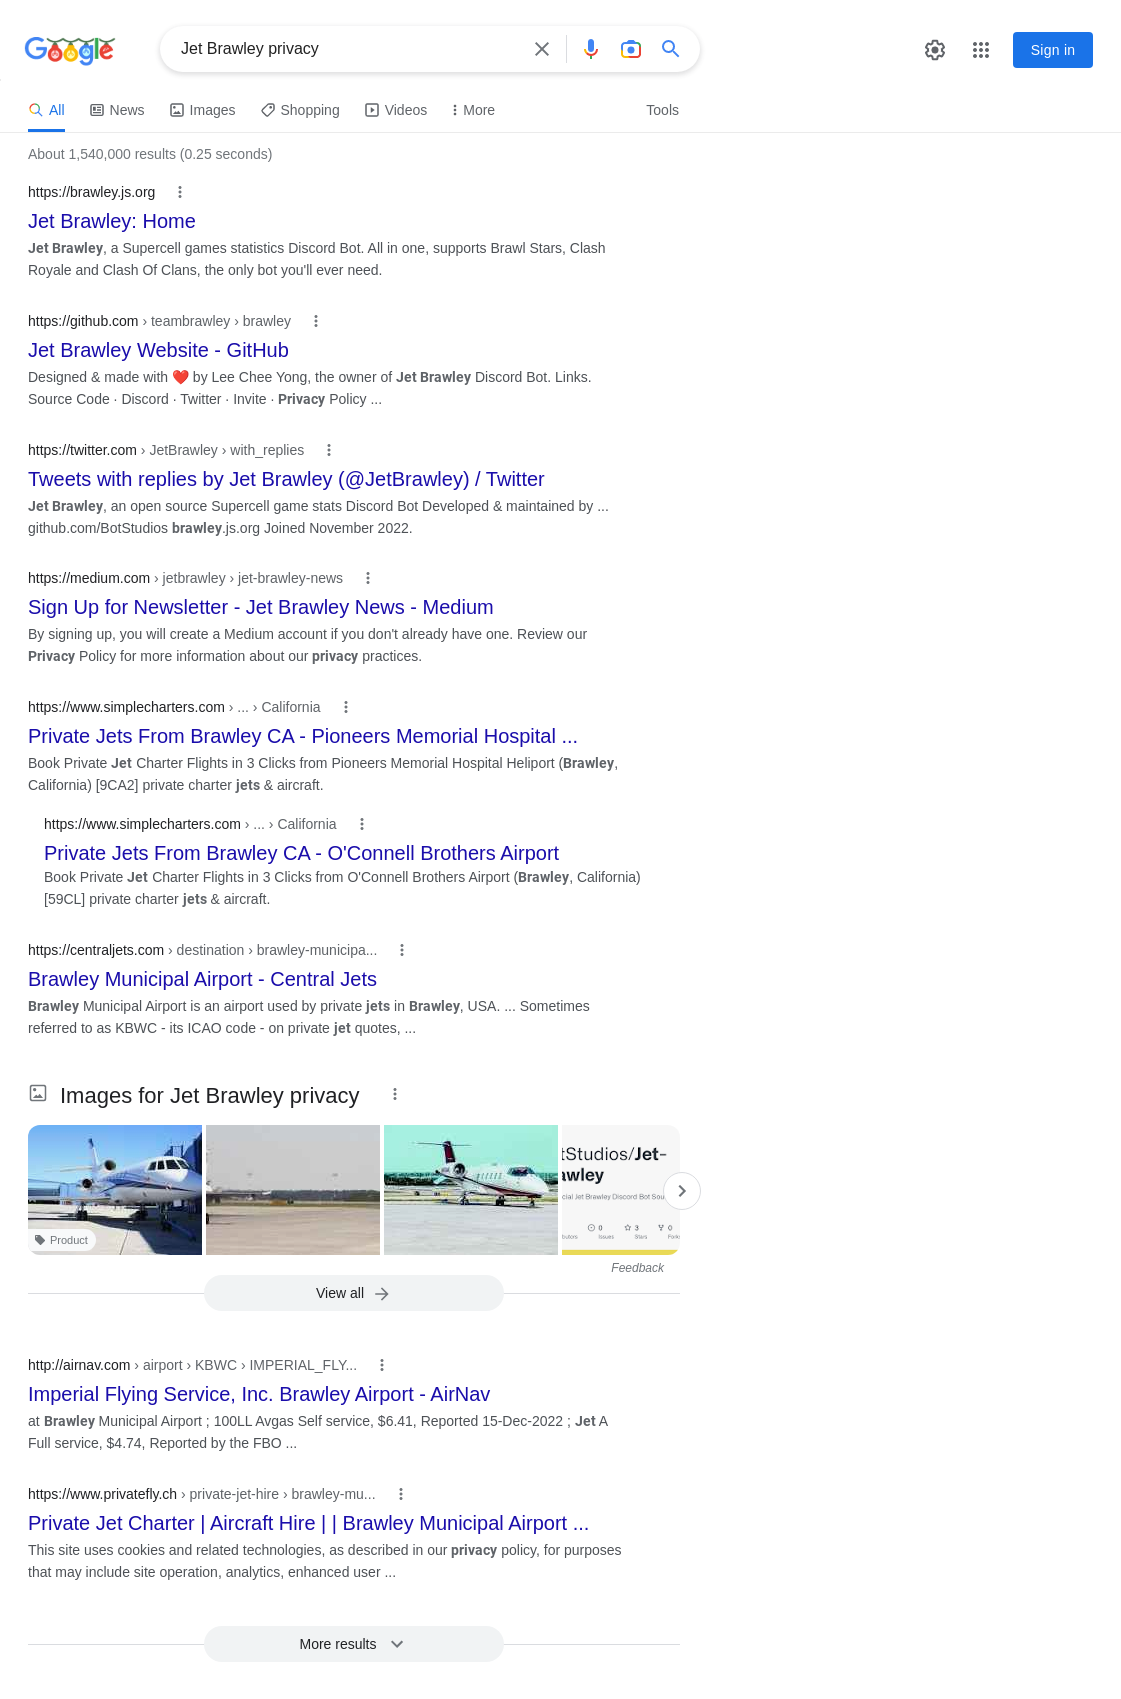 Google
Jet Brawley privacy
Sign in
All News Images Shopping Videos More Tools
About 1,540,000 results (0.25 seconds)
https://brawley.js.org
Jet Brawley: Home
Jet Brawley, a Supercell games statistics Discord Bot. All in one, supports Brawl Stars, Clash
Royale and Clash Of Clans, the only bot you'll ever need.
https://github.com › teambrawley › brawley
Jet Brawley Website - GitHub
Designed & made with ❤️ by Lee Chee Yong, the owner of Jet Brawley Discord Bot. Links.
Source Code · Discord · Twitter · Invite · Privacy Policy ...
https://twitter.com › JetBrawley › with_replies
Tweets with replies by Jet Brawley (@JetBrawley) / Twitter
Jet Brawley, an open source Supercell game stats Discord Bot Developed & maintained by ...
github.com/BotStudios brawley.js.org Joined November 2022.
https://medium.com › jetbrawley › jet-brawley-news
Sign Up for Newsletter - Jet Brawley News - Medium
By signing up, you will create a Medium account if you don't already have one. Review our
Privacy Policy for more information about our privacy practices.
https://www.simplecharters.com › ... › California
Private Jets From Brawley CA - Pioneers Memorial Hospital ...
Book Private Jet Charter Flights in 3 Clicks from Pioneers Memorial Hospital Heliport (Brawley,
California) [9CA2] private charter jets & aircraft.
https://www.simplecharters.com › ... › California
Private Jets From Brawley CA - O'Connell Brothers Airport
Book Private Jet Charter Flights in 3 Clicks from O'Connell Brothers Airport (Brawley, California)
[59CL] private charter jets & aircraft.
https://centraljets.com › destination › brawley-municipa...
Brawley Municipal Airport - Central Jets
Brawley Municipal Airport is an airport used by private jets in Brawley, USA. ... Sometimes
referred to as KBWC - its ICAO code - on private jet quotes, ...
Images for Jet Brawley privacy
tStudios/Jet-
awley
cial Jet Brawley Discord Bot Sou
0 3 0
butors Issues Stars Forks
Product
Feedback
View all
http://airnav.com › airport › KBWC › IMPERIAL_FLY...
Imperial Flying Service, Inc. Brawley Airport - AirNav
at Brawley Municipal Airport ; 100LL Avgas Self service, $6.41, Reported 15-Dec-2022 ; Jet A
Full service, $4.74, Reported by the FBO ...
https://www.privatefly.ch › private-jet-hire › brawley-mu...
Private Jet Charter | Aircraft Hire | | Brawley Municipal Airport ...
This site uses cookies and related technologies, as described in our privacy policy, for purposes
that may include site operation, analytics, enhanced user ...
More results